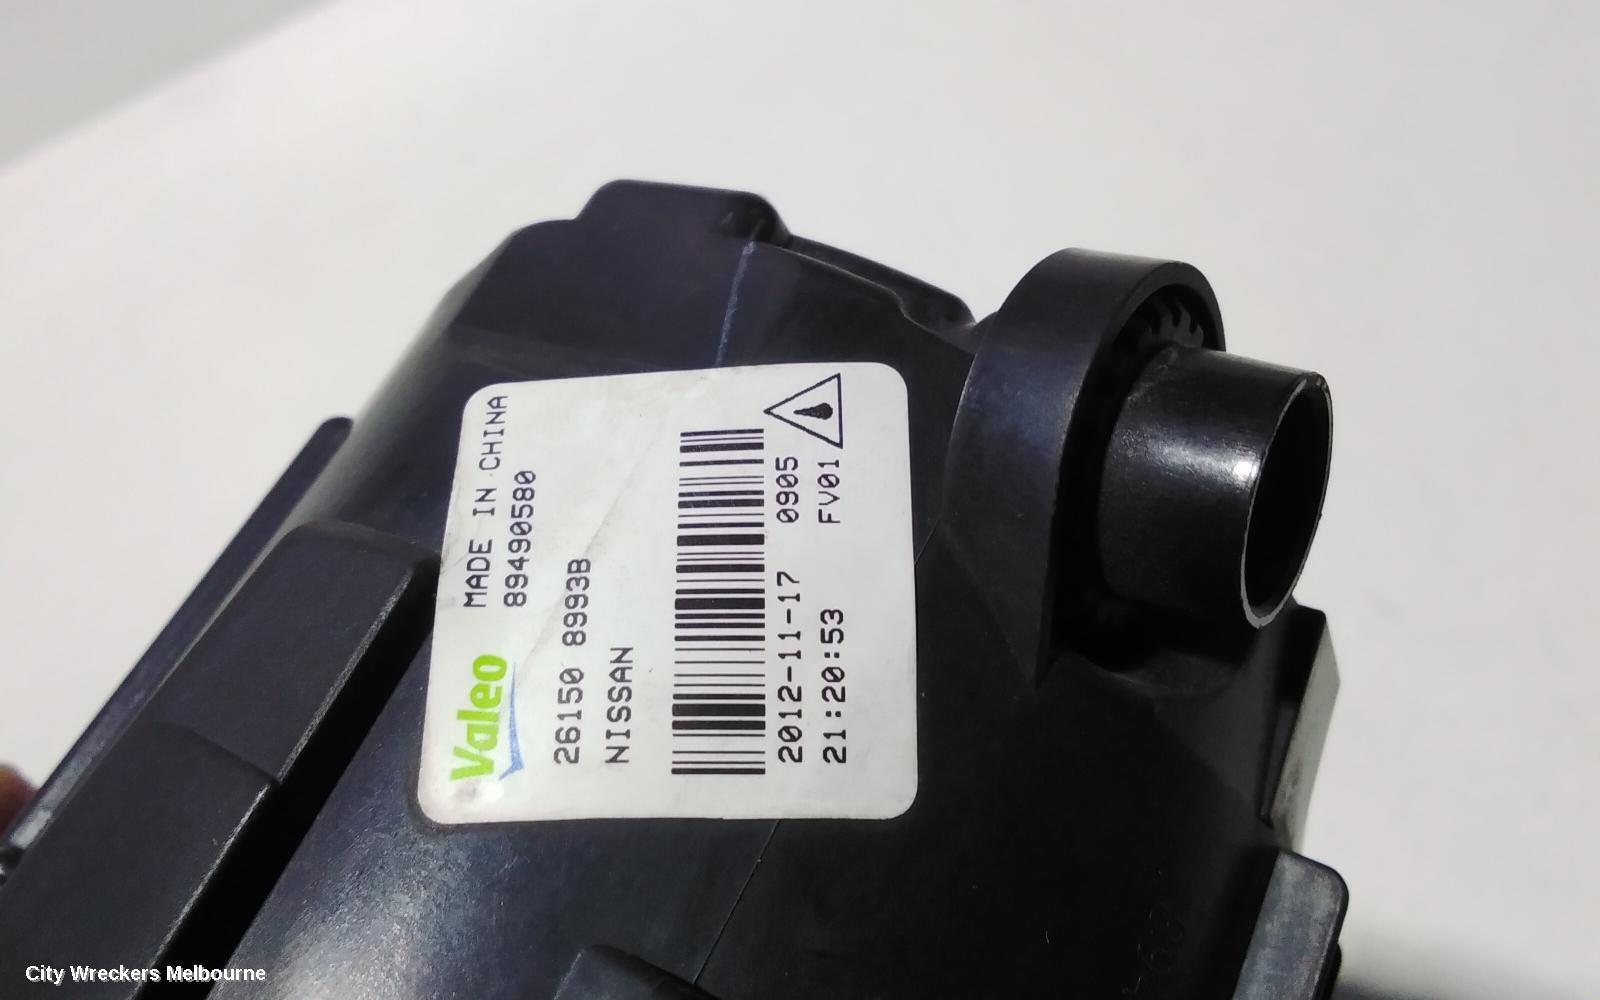 MADE IN CHINA
89490580
Valeo
26150 8993B
NISSAN
2012-11-17 0905
21:20:53 FV01
City Wreckers Melbourne